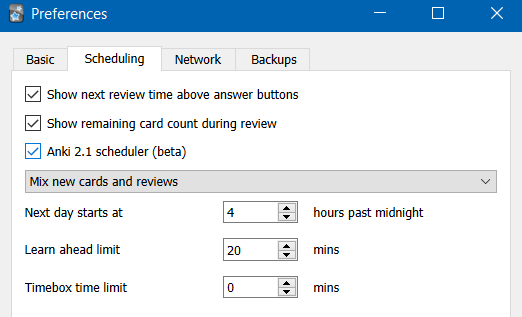 Preferences
Basic Scheduling Network Backups
Show next review time above answer buttons
Show remaining card count during review
Anki 2.1 scheduler (beta)
Mix new cards and reviews
Next day starts at 4 hours past midnight
Learn ahead limit 20 mins
Timebox time limit 0 mins